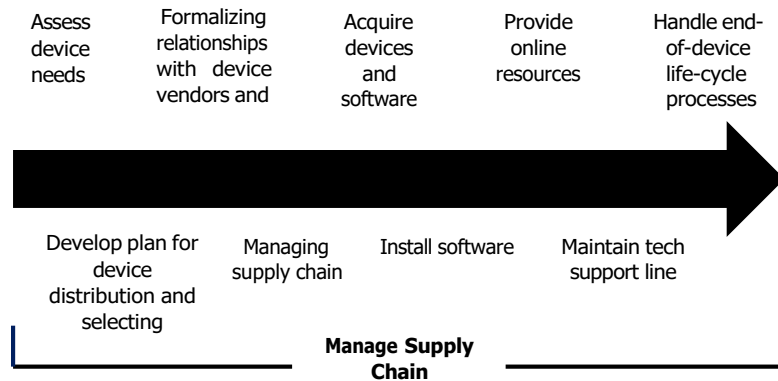 Assess
device
needs
Formalizing
relationships
with device
vendors and
Acquire
devices
and
software
Provide
online
resources
Handle end-
of-device
life-cycle
processes
Develop plan for
device
distribution and
selecting
Managing
supply chain
Install software
Maintain tech
support line
Manage Supply
Chain